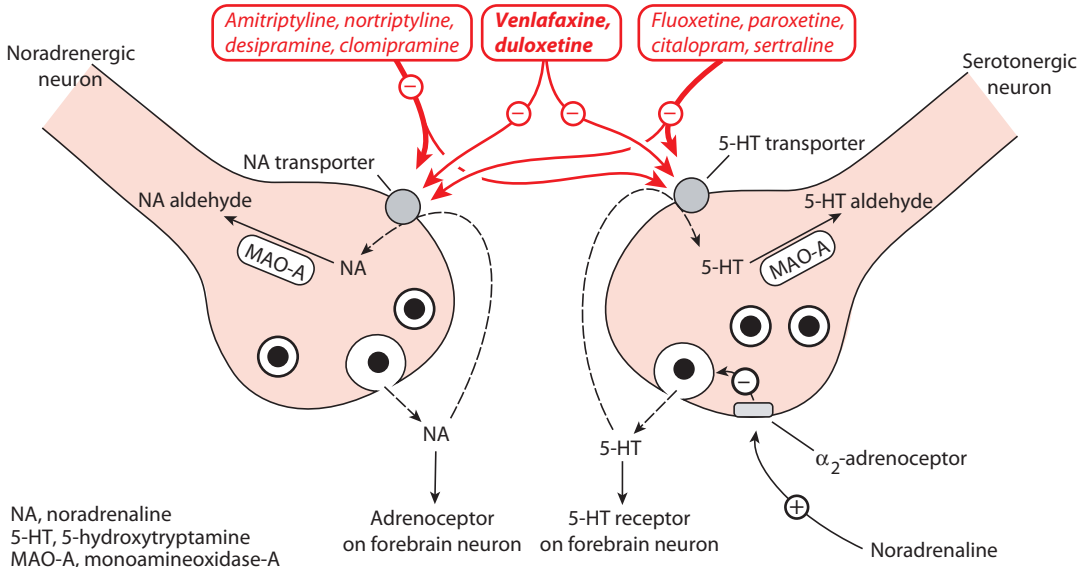 Amitriptyline, nortriptyline,
desipramine, clomipramine
Venlafaxine,
duloxetine
Fluoxetine, paroxetine,
citalopram, sertraline
Noradrenergic
neuron
Serotonergic
neuron
−
−
−
−
NA transporter
5-HT transporter
NA aldehyde
5-HT aldehyde
MAO-A
NA
5-HT
MAO-A
−
NA
5-HT
α2-adrenoceptor
+
Adrenoceptor
on forebrain neuron
5-HT receptor
on forebrain neuron
Noradrenaline
NA, noradrenaline
5-HT, 5-hydroxytryptamine
MAO-A, monoamineoxidase-A